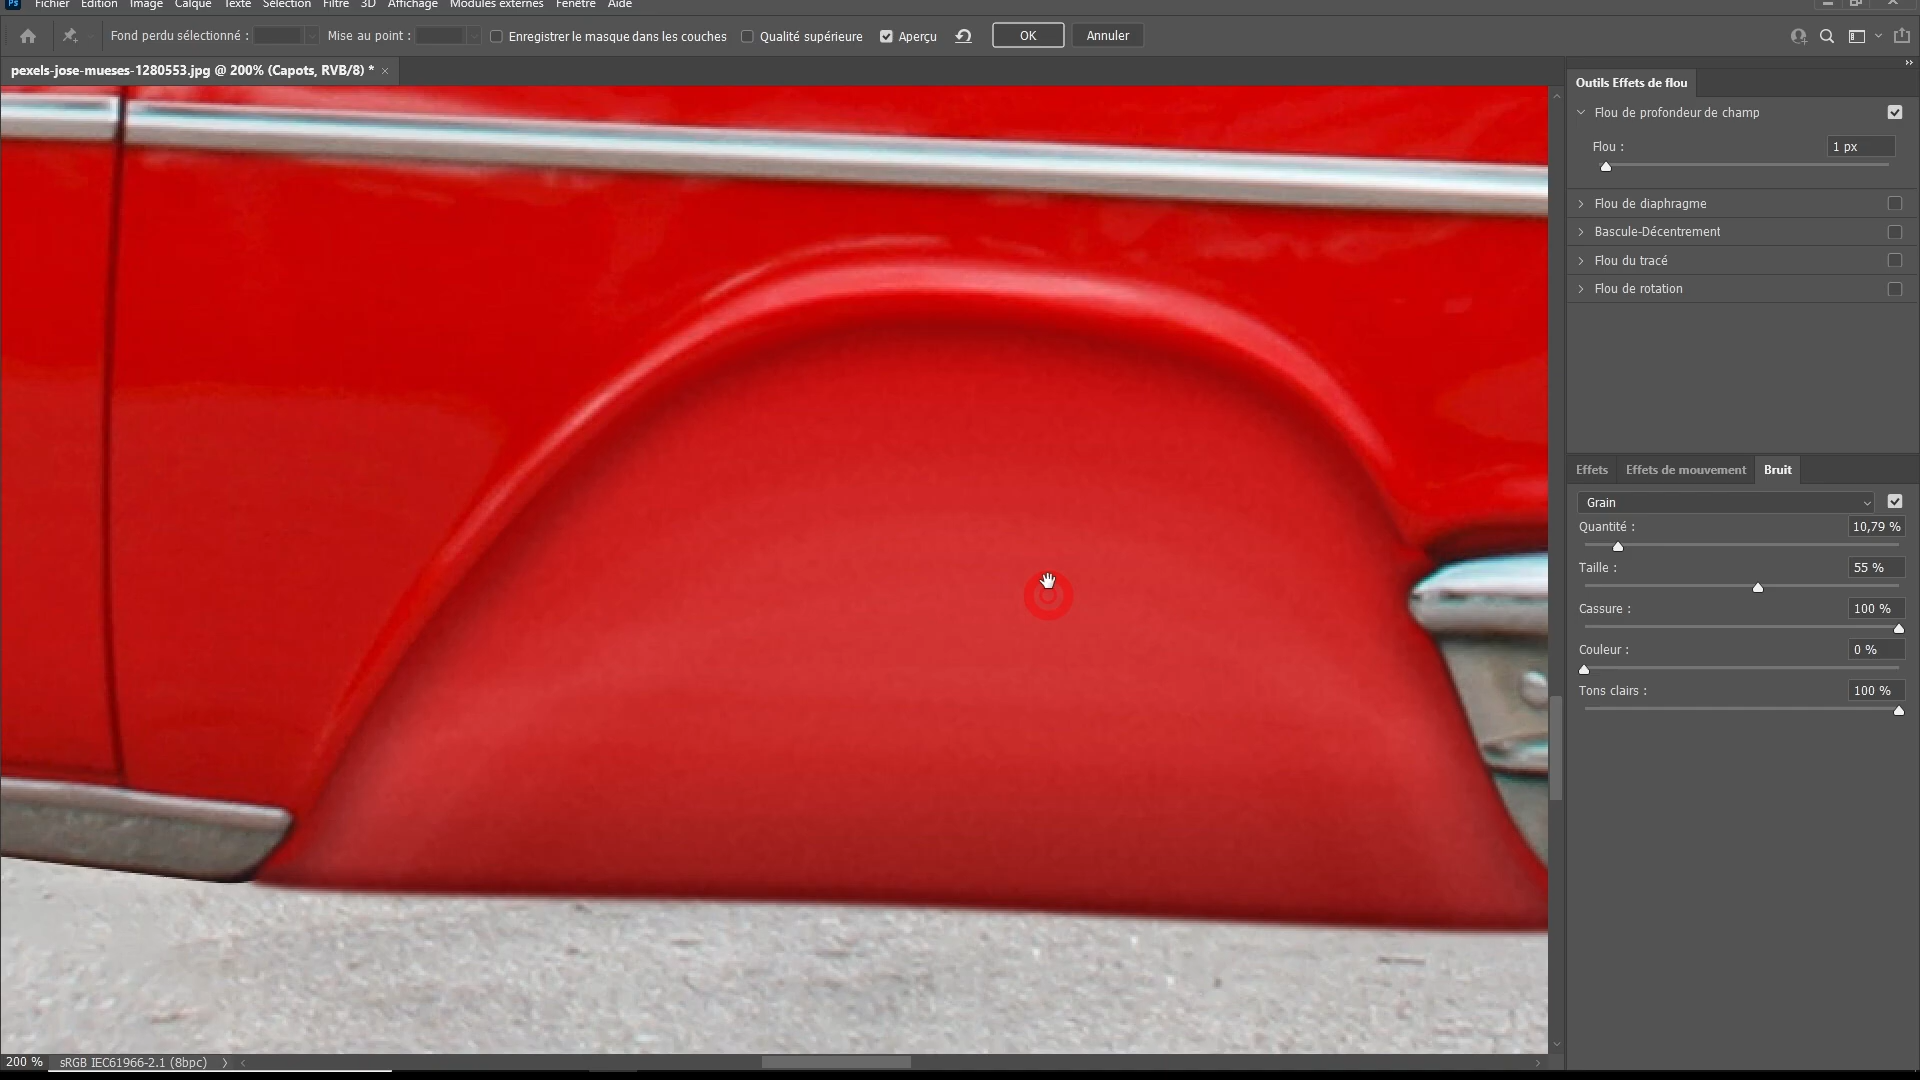 Ps Fichier Edition Image Calque Texte Sélection Filtre 3D Affichage Modules externes Fenêtre Aide
Fond perdu sélectionné : Mise au point : Enregistrer le masque dans les couches Qualité supérieure Aperçu OK Annuler
pexels-jose-mueses-1280553.jpg @ 200% (Capots, RVB/8) * ×
Outils Effets de flou
Flou de profondeur de champ
Flou : 1 px
Flou de diaphragme
Bascule-Décentrement
Flou du tracé
Flou de rotation
Effets Effets de mouvement Bruit
Grain
Quantité : 10,79 %
Taille : 55 %
Cassure : 100 %
Couleur : 0 %
Tons clairs : 100 %
200 % sRGB IEC61966-2.1 (8bpc)